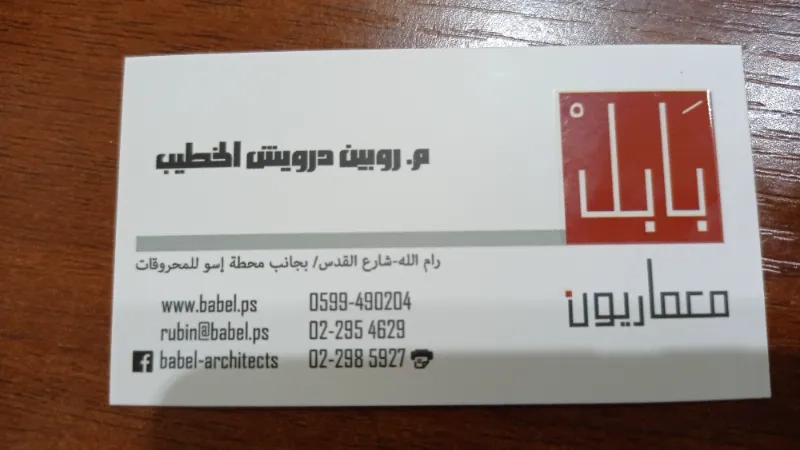 بابل
معماريون
م. روبين درويش الخطيب
رام الله-شارع القدس/ بجانب محطة إسو للمحروقات
www.babel.ps 0599-490204
rubin@babel.ps 02-295 4629
babel-architects 02-298 5927